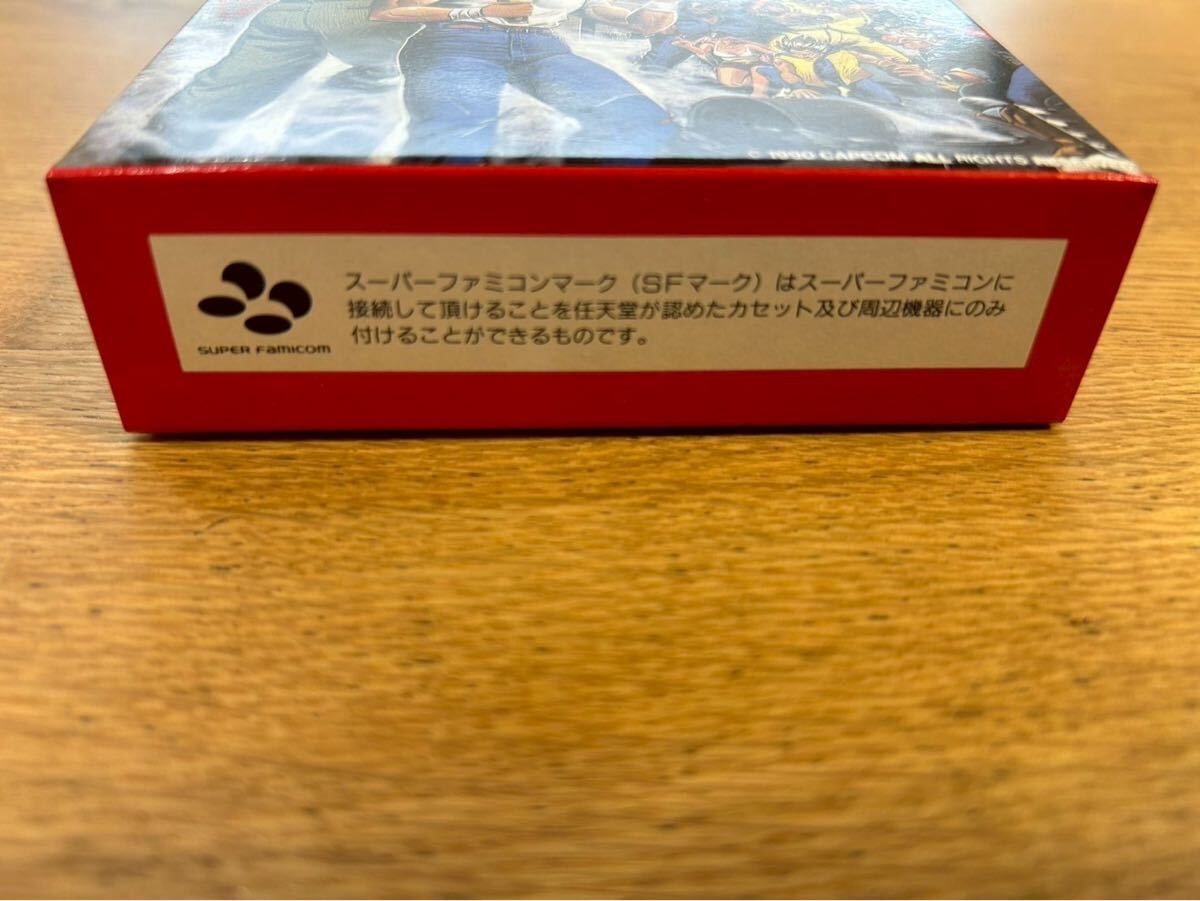 © 1990 CAPCOM ALL RIGHTS
スーパーファミコンマーク(SFマーク)はスーパーファミコンに
接続して頂けることを任天堂が認めたカセット及び周辺機器にのみ
付けることができるものです。
SUPER FAMICOM